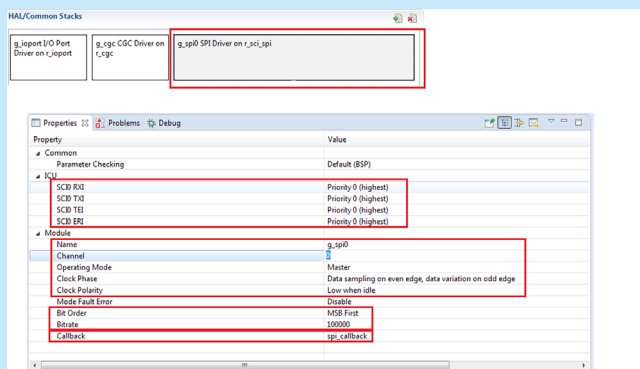 HAL/Common Stacks
g_ioport I/O Port
Driver on r_ioport
g_cgc CGC Driver on
r_cgc
g_spi0 SPI Driver on r_sci_spi
Properties Problems Debug
Property Value
Common
Parameter Checking Default (BSP)
ICU
SCI0 RXI Priority 0 (highest)
SCI0 TXI Priority 0 (highest)
SCI0 TEI Priority 0 (highest)
SCI0 ERI Priority 0 (highest)
Module
Name g_spi0
Channel 0
Operating Mode Master
Clock Phase Data sampling on even edge, data variation on odd edge
Clock Polarity Low when idle
Mode Fault Error Disable
Bit Order MSB First
Bitrate 100000
Callback spi_callback